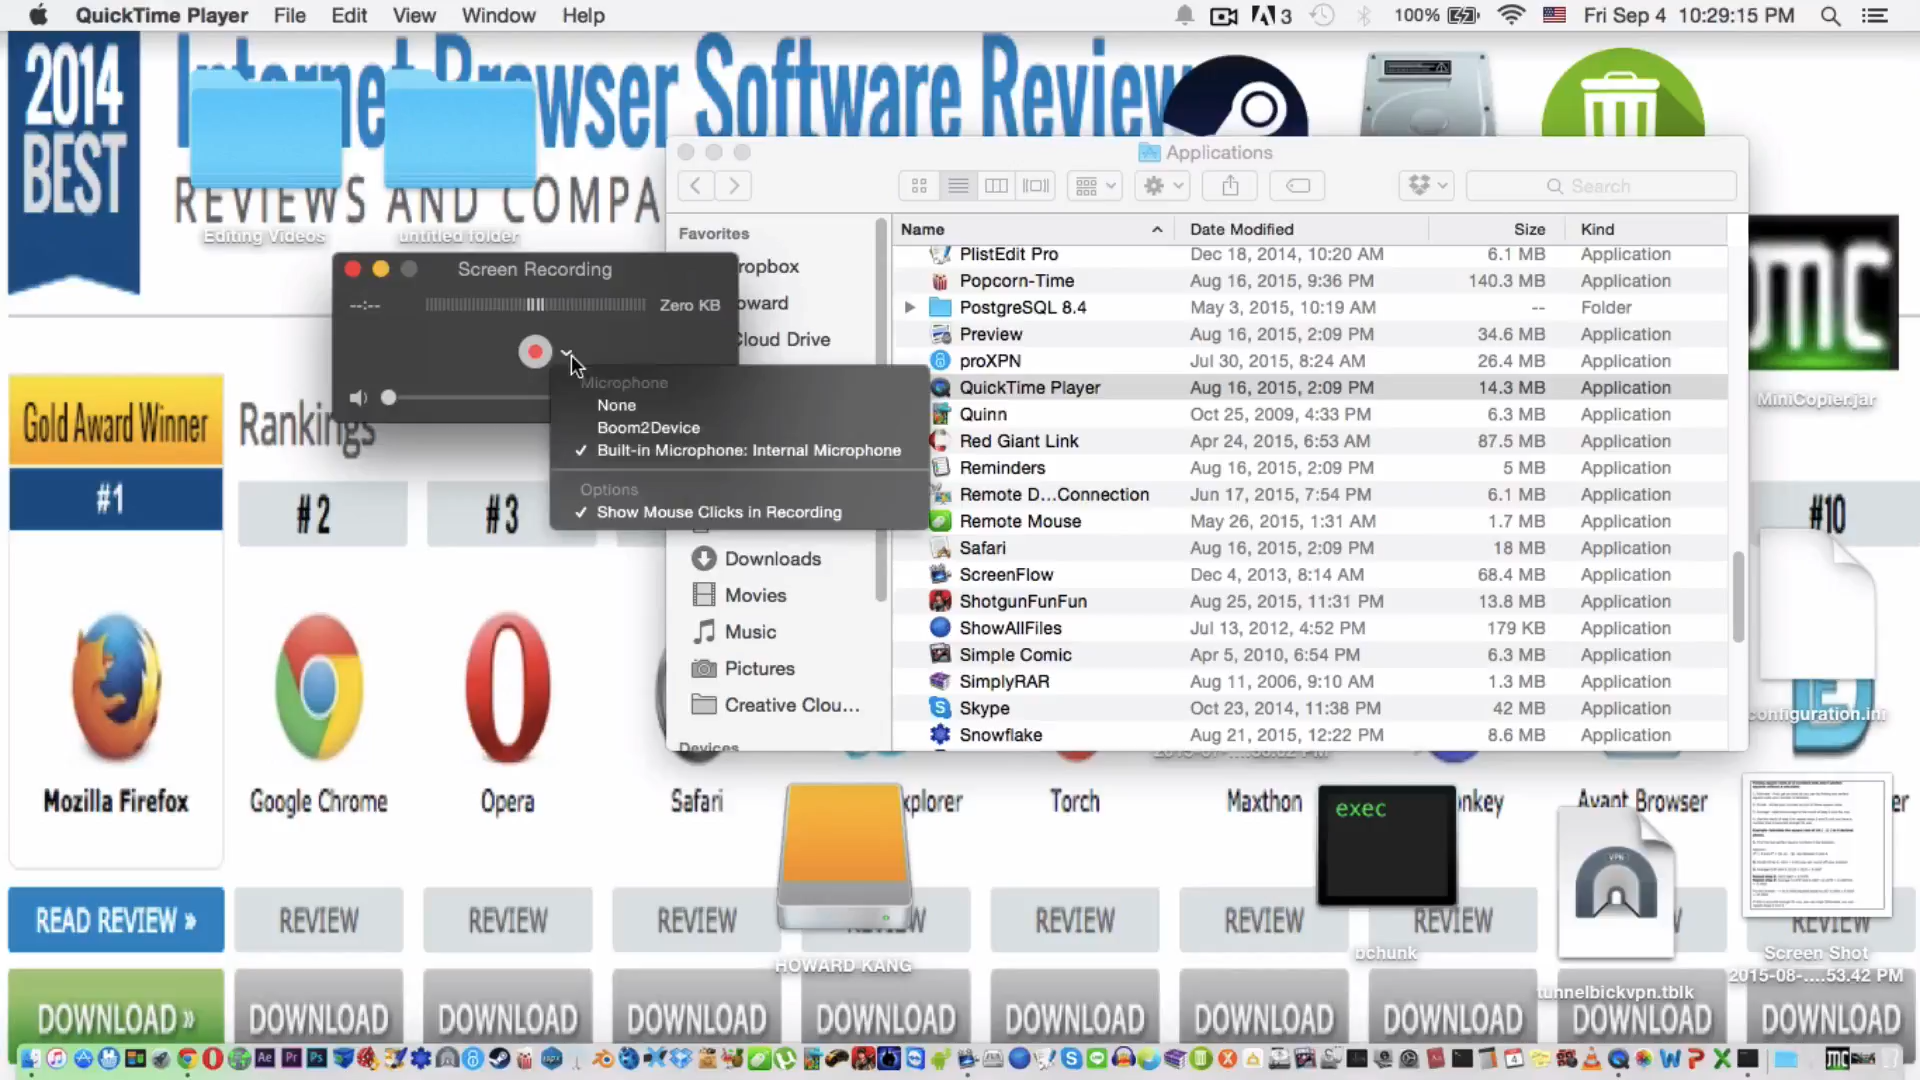 QuickTime Player File Edit View Window Help 3 100% Fri Sep 4 10:29:15 PM
2014 BEST
Internet Browser Software Review
REVIEWS AND COMPA
Editing Videos
untitled folder
Screen Recording
--:--
Zero KB
Microphone
None
Boom2Device
Built-in Microphone: Internal Microphone
Options
Show Mouse Clicks in Recording
Applications
Search
Favorites
ropbox
oward
Cloud Drive
Downloads
Movies
Music
Pictures
Creative Clou...
Devices
Name Date Modified Size Kind
PlistEdit Pro Dec 18, 2014, 10:20 AM 6.1 MB Application
Popcorn-Time Aug 16, 2015, 9:36 PM 140.3 MB Application
PostgreSQL 8.4 May 3, 2015, 10:19 AM -- Folder
Preview Aug 16, 2015, 2:09 PM 34.6 MB Application
proXPN Jul 30, 2015, 8:24 AM 26.4 MB Application
QuickTime Player Aug 16, 2015, 2:09 PM 14.3 MB Application
Quinn Oct 25, 2009, 4:33 PM 6.3 MB Application
Red Giant Link Apr 24, 2015, 6:53 AM 87.5 MB Application
Reminders Aug 16, 2015, 2:09 PM 5 MB Application
Remote D...Connection Jun 17, 2015, 7:54 PM 6.1 MB Application
Remote Mouse May 26, 2015, 1:31 AM 1.7 MB Application
Safari Aug 16, 2015, 2:09 PM 18 MB Application
ScreenFlow Dec 4, 2013, 8:14 AM 68.4 MB Application
ShotgunFunFun Aug 25, 2015, 11:31 PM 13.8 MB Application
ShowAllFiles Jul 13, 2012, 4:52 PM 179 KB Application
Simple Comic Apr 5, 2010, 6:54 PM 6.3 MB Application
SimplyRAR Aug 11, 2006, 9:10 AM 1.3 MB Application
Skype Oct 23, 2014, 11:38 PM 42 MB Application
Snowflake Aug 21, 2015, 12:22 PM 8.6 MB Application
mc
MiniCopier.jar
configuration.ini
Gold Award Winner
Rankings
#1 #2 #3 #10
Mozilla Firefox Google Chrome Opera Safari xplorer Torch Maxthon nkey Avant Browser er
exec
VPN
READ REVIEW » REVIEW REVIEW REVIEW W REVIEW REVIEW REVIEW W REVIEW
HOWARD KANG
bchunk
Screen Shot
2015-08-....53.42 PM
tunnelbickvpn.tblk
DOWNLOAD » DOWNLOAD DOWNLOAD DOWNLOAD DOWNLOAD DOWNLOAD DOWNLOAD DOWNLOAD DOWNLOAD DOWNLOAD